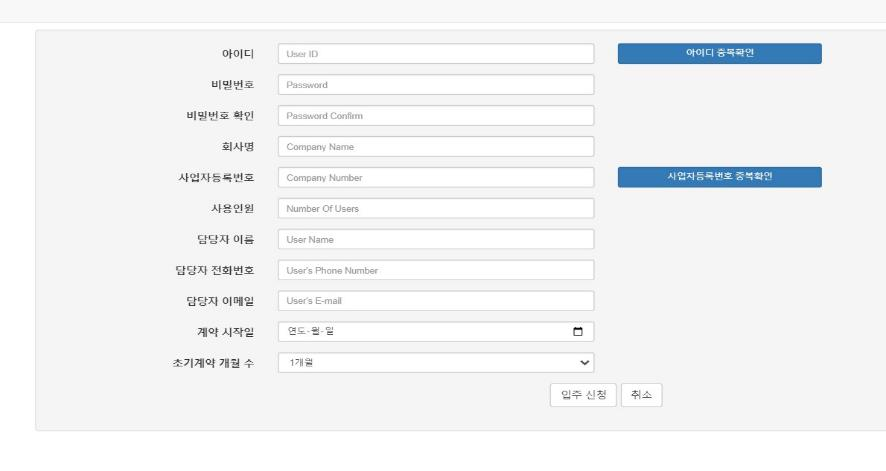 아이디 User ID 아이디 중복확인
비밀번호 Password
비밀번호 확인 Password Confirm
회사명 Company Name
사업자등록번호 Company Number 사업자등록번호 중복확인
사용인원 Number Of Users
담당자 이름 User Name
담당자 전화번호 User's Phone Number
담당자 이메일 User's E-mail
계약 시작일 연도-월-일
초기계약 개월 수 1개월
입주 신청 취소